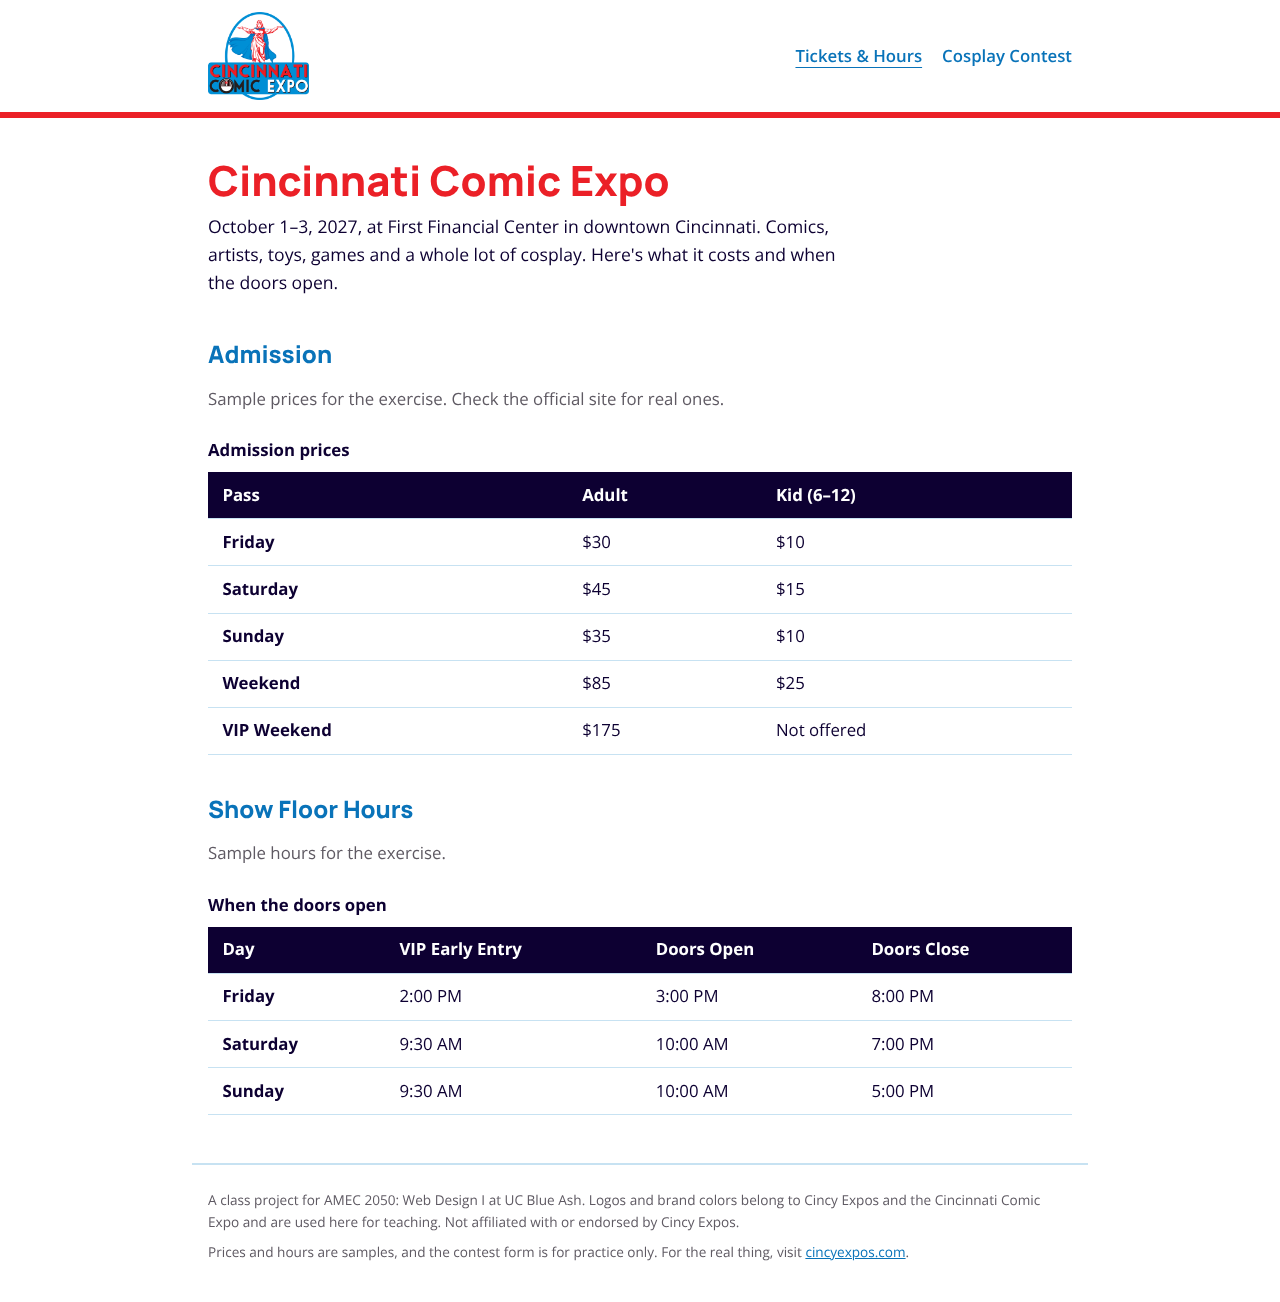 CINCINNATI
COMIC EXPO
Tickets & Hours Cosplay Contest
Cincinnati Comic Expo
October 1–3, 2027, at First Financial Center in downtown Cincinnati. Comics,
artists, toys, games and a whole lot of cosplay. Here's what it costs and when
the doors open.
Admission
Sample prices for the exercise. Check the official site for real ones.
Admission prices
Pass Adult Kid (6–12)
Friday $30 $10
Saturday $45 $15
Sunday $35 $10
Weekend $85 $25
VIP Weekend $175 Not offered
Show Floor Hours
Sample hours for the exercise.
When the doors open
Day VIP Early Entry Doors Open Doors Close
Friday 2:00 PM 3:00 PM 8:00 PM
Saturday 9:30 AM 10:00 AM 7:00 PM
Sunday 9:30 AM 10:00 AM 5:00 PM
A class project for AMEC 2050: Web Design I at UC Blue Ash. Logos and brand colors belong to Cincy Expos and the Cincinnati Comic
Expo and are used here for teaching. Not affiliated with or endorsed by Cincy Expos.
Prices and hours are samples, and the contest form is for practice only. For the real thing, visit cincyexpos.com.